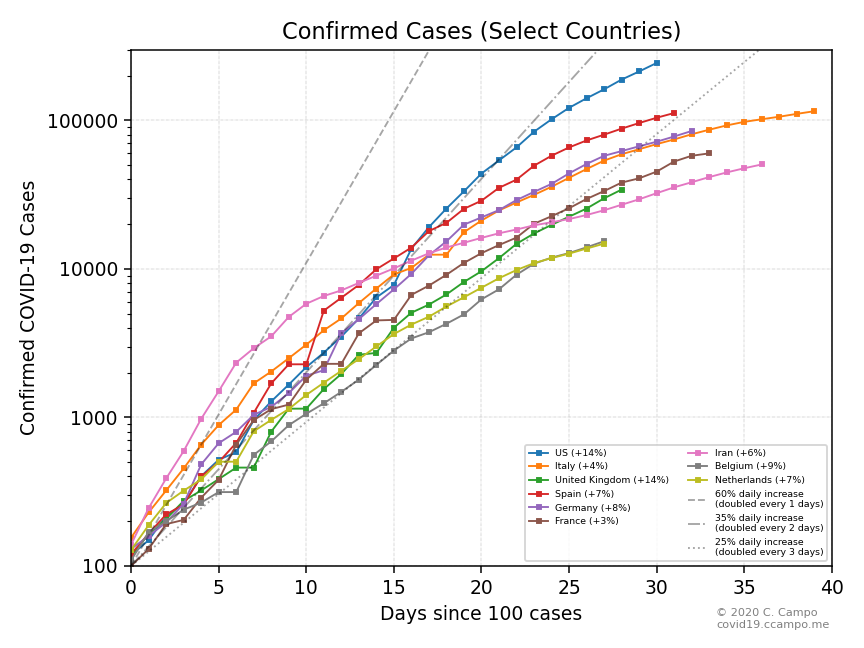 Confirmed Cases (Select Countries)
Confirmed COVID-19 Cases
100000
10000
1000
100
0 5 10 15 20 25 30 35 40
Days since 100 cases
US (+14%)
Italy (+4%)
United Kingdom (+14%)
Spain (+7%)
Germany (+8%)
France (+3%)
Iran (+6%)
Belgium (+9%)
Netherlands (+7%)
60% daily increase
(doubled every 1 days)
35% daily increase
(doubled every 2 days)
25% daily increase
(doubled every 3 days)
© 2020 C. Campo
covid19.ccampo.me